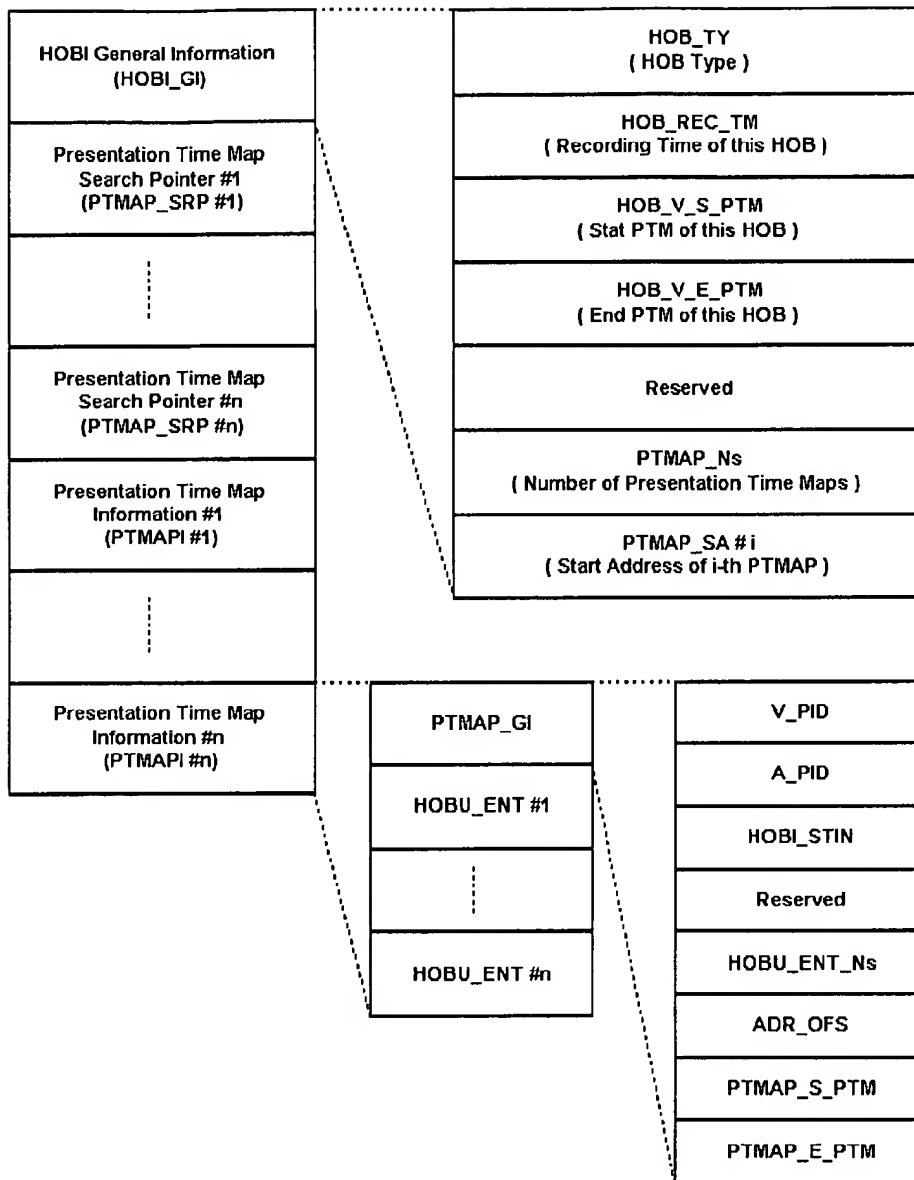 HOBI General Information
(HOBI_GI)
Presentation Time Map
Search Pointer #1
(PTMAP_SRP #1)
Presentation Time Map
Search Pointer #n
(PTMAP_SRP #n)
Presentation Time Map
Information #1
(PTMAPI #1)
Presentation Time Map
Information #n
(PTMAPI #n)
HOB_TY
( HOB Type )
HOB_REC_TM
( Recording Time of this HOB )
HOB_V_S_PTM
( Stat PTM of this HOB )
HOB_V_E_PTM
( End PTM of this HOB )
Reserved
PTMAP_Ns
( Number of Presentation Time Maps )
PTMAP_SA # i
( Start Address of i-th PTMAP )
PTMAP_GI
HOBU_ENT #1
HOBU_ENT #n
V_PID
A_PID
HOBI_STIN
Reserved
HOBU_ENT_Ns
ADR_OFS
PTMAP_S_PTM
PTMAP_E_PTM